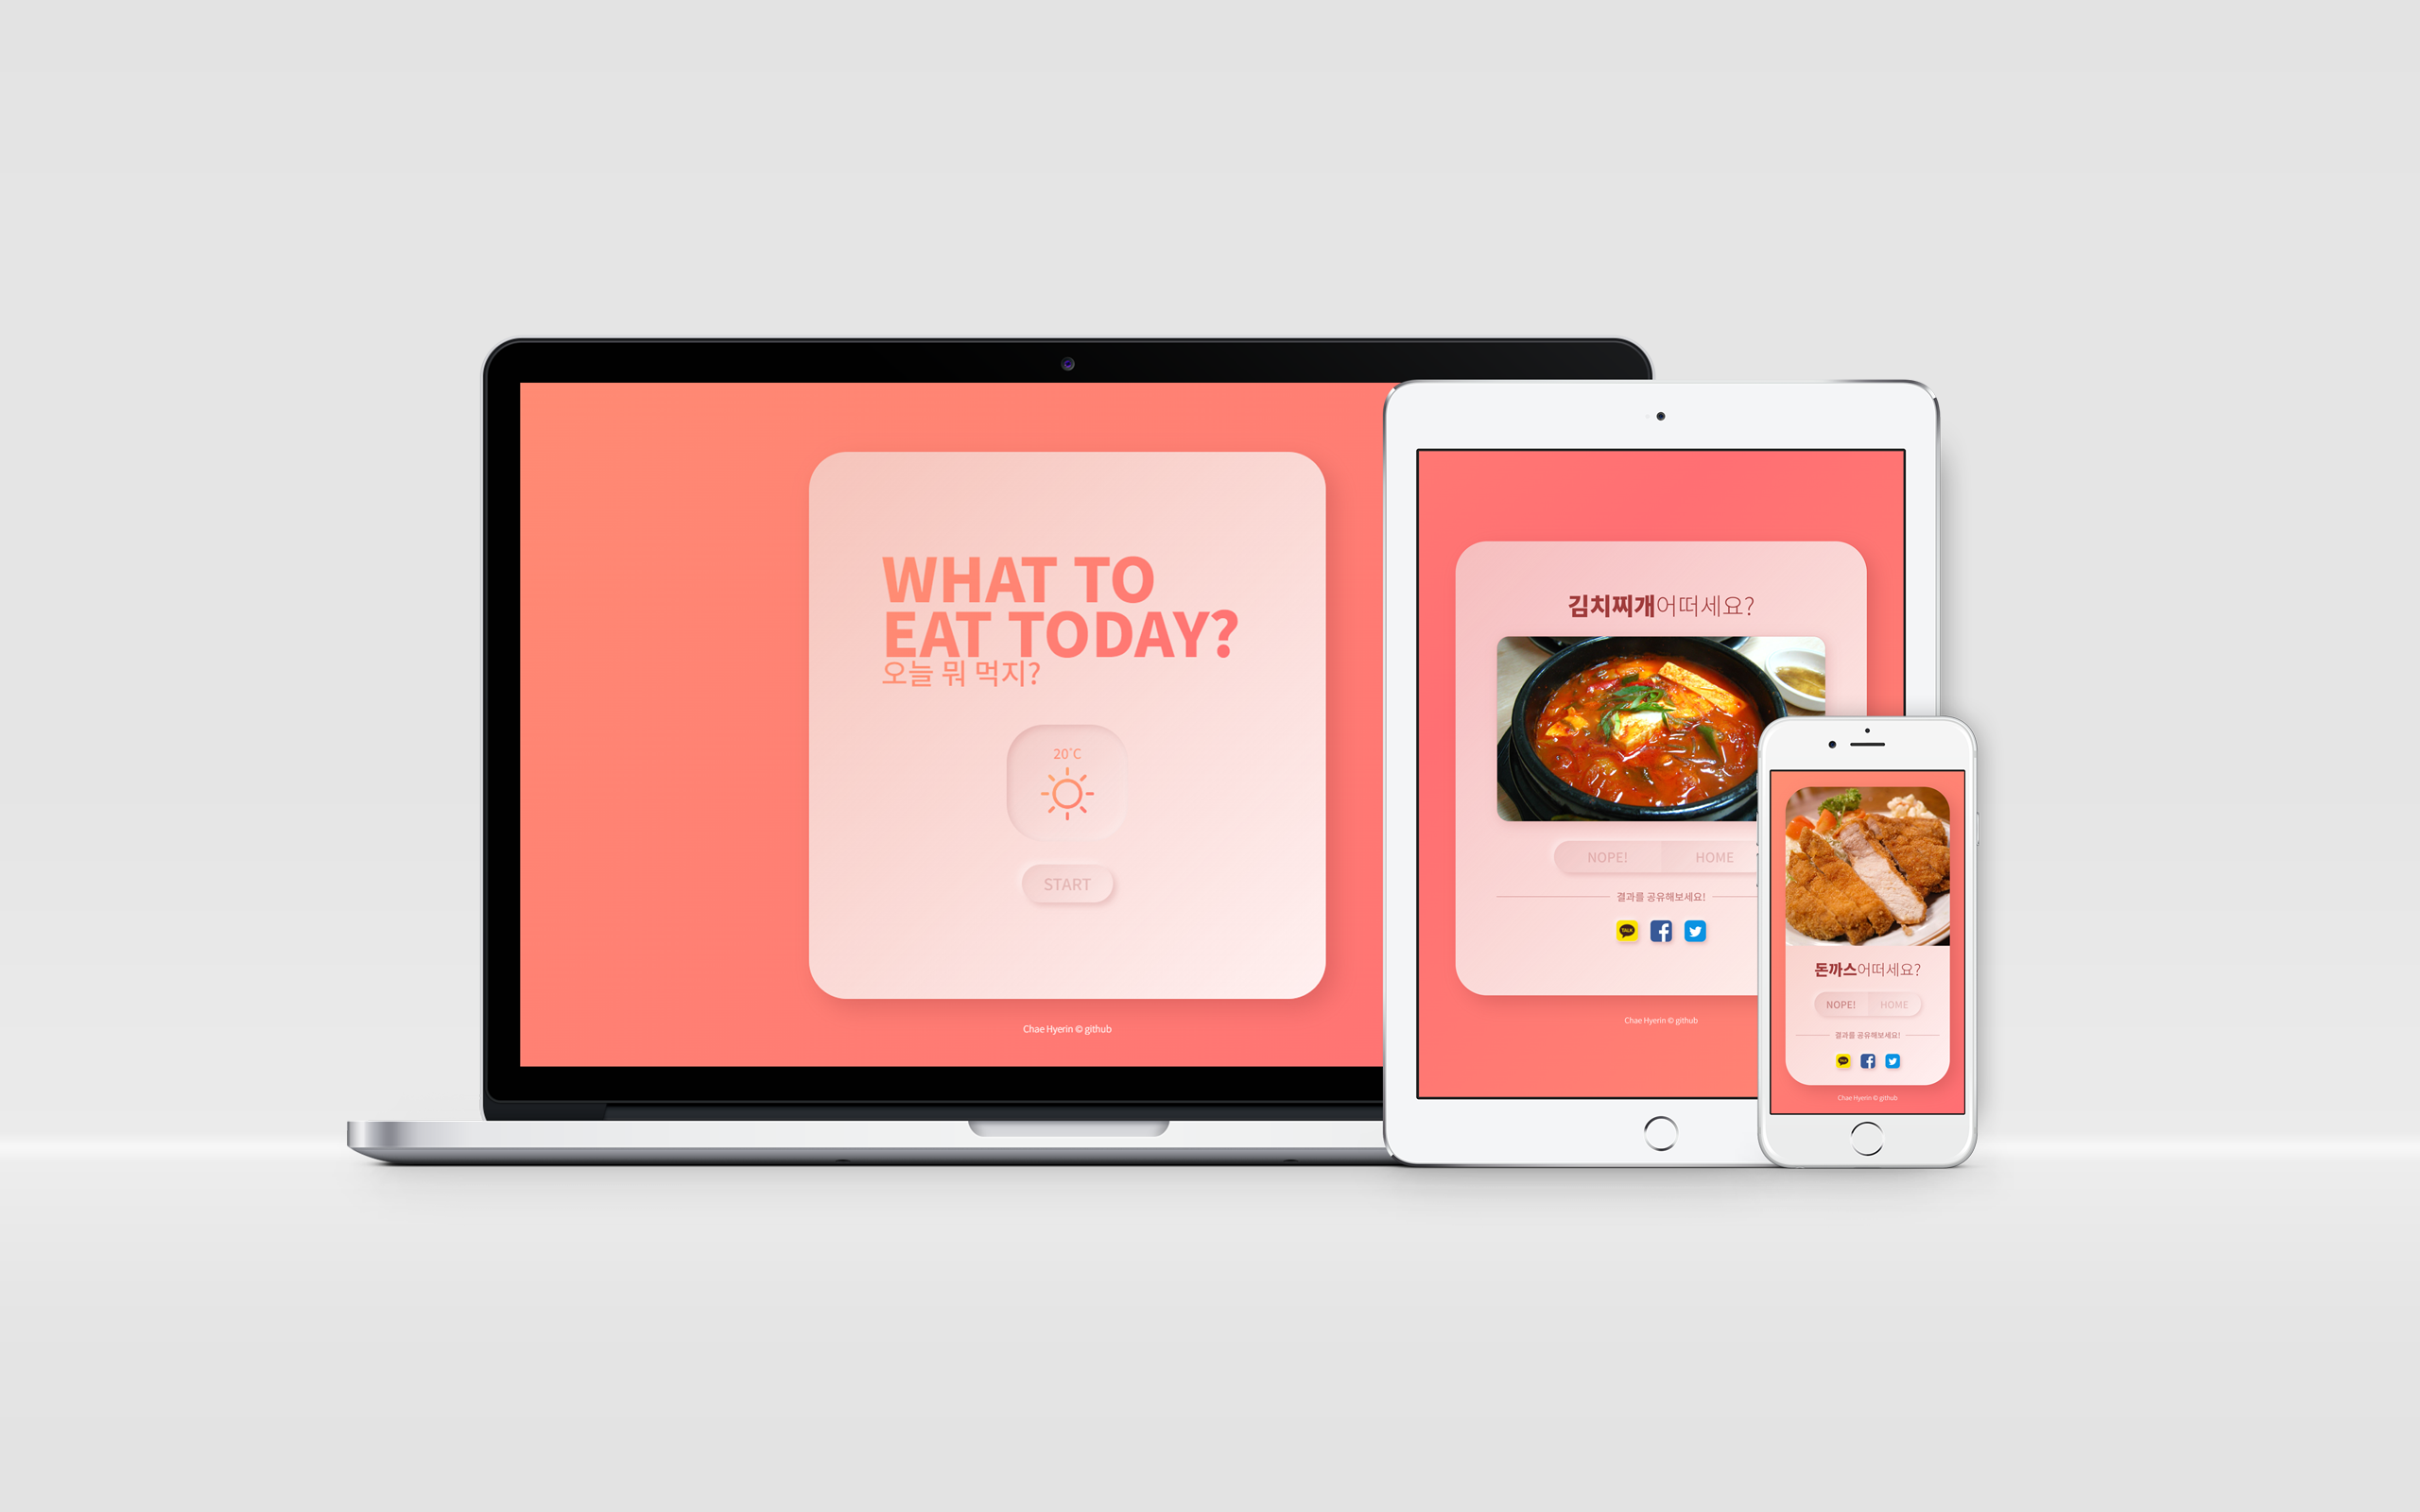 WHAT TO
EAT TODAY?
오늘 뭐 먹지?
20°C
START
Chae Hyerin © github
김치찌개어떠세요?
NOPE! HOME
결과를 공유해보세요!
TALK
Chae Hyerin © github
돈까스어떠세요?
NOPE! HOME
결과를 공유해보세요!
TALK
Chae Hyerin © github